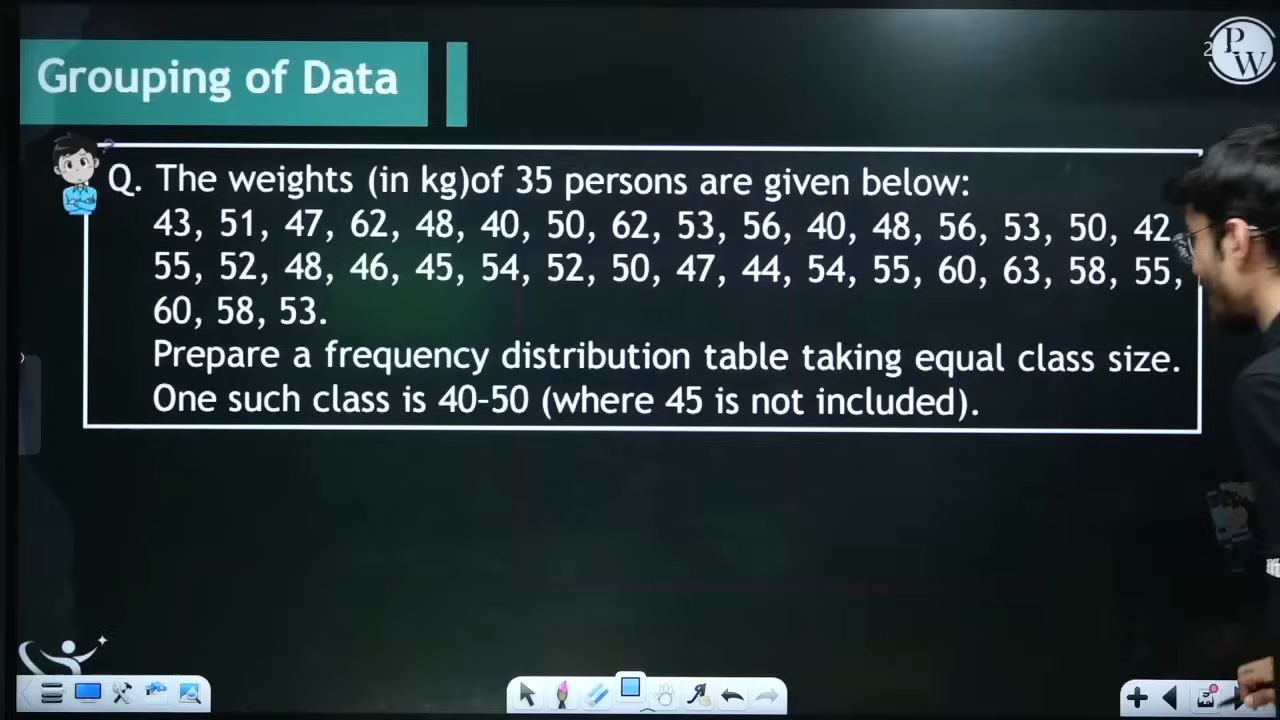 Grouping of Data
2
P
W
Q. The weights (in kg)of 35 persons are given below:
43, 51, 47, 62, 48, 40, 50, 62, 53, 56, 40, 48, 56, 53, 50, 42
55, 52, 48, 46, 45, 54, 52, 50, 47, 44, 54, 55, 60, 63, 58, 55,
60, 58, 53.
Prepare a frequency distribution table taking equal class size.
One such class is 40-50 (where 45 is not included).